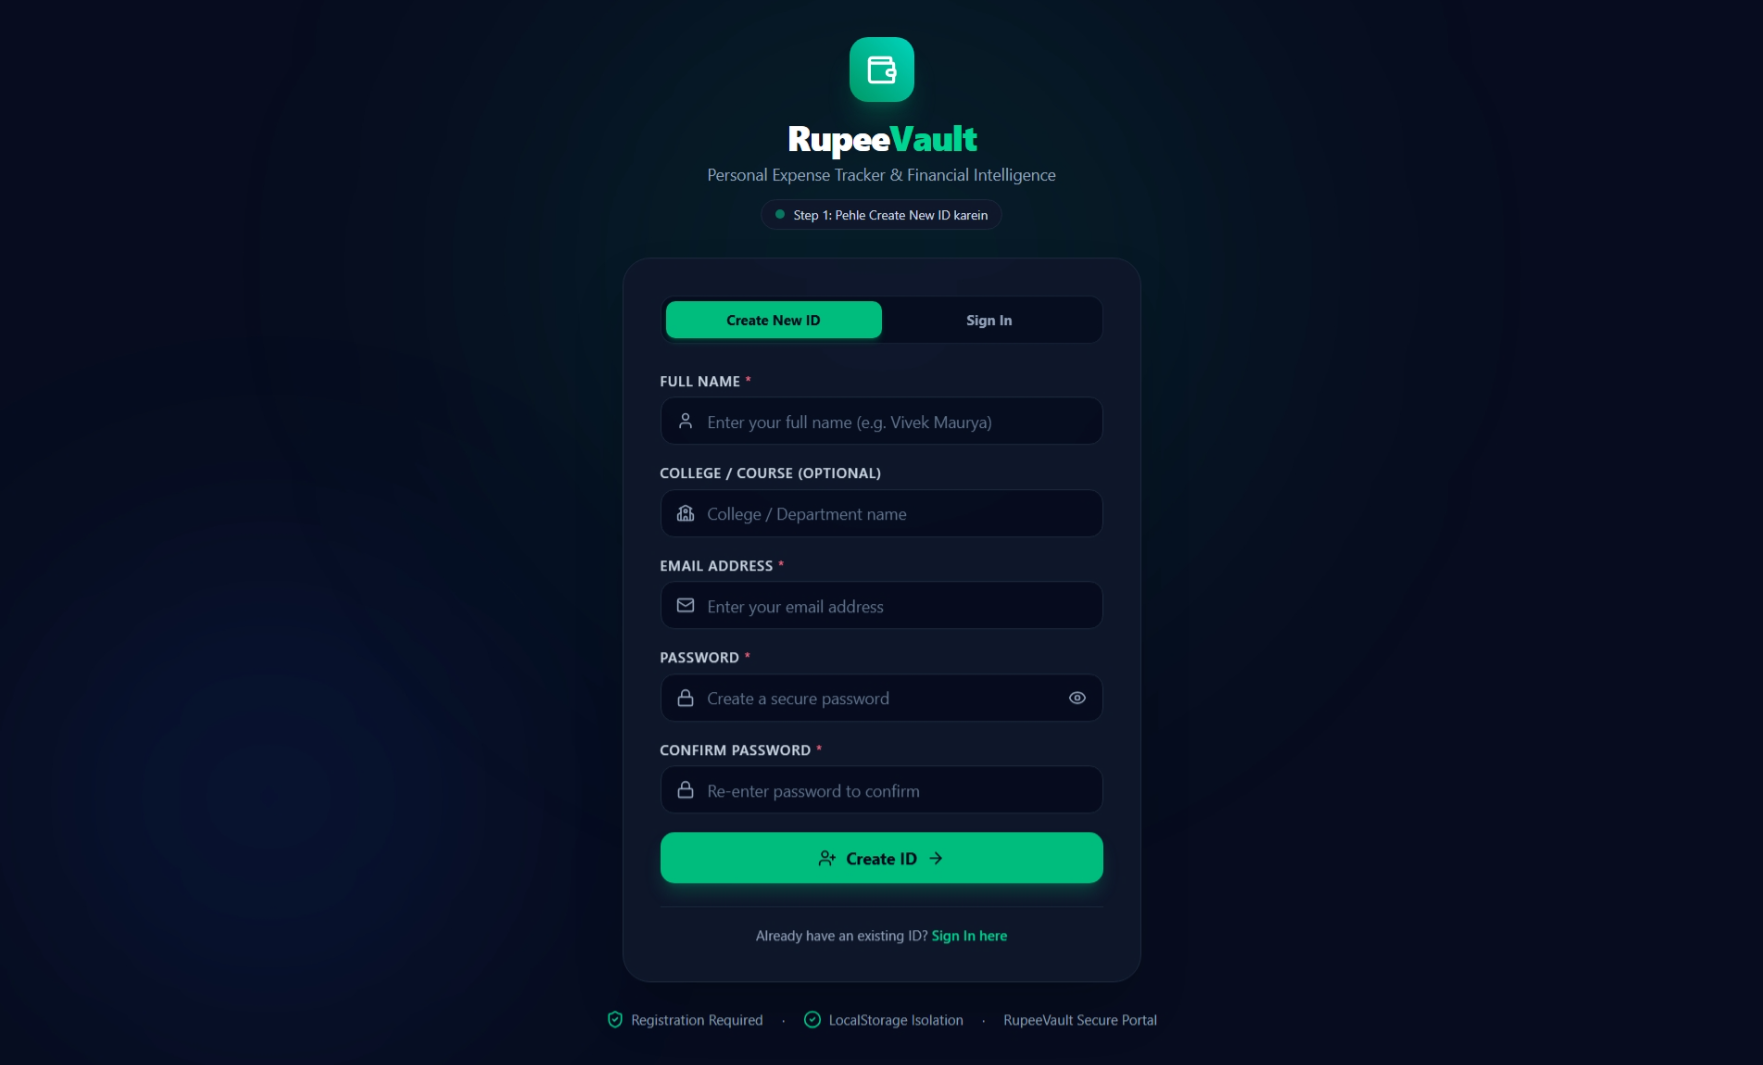 RupeeVault
Personal Expense Tracker & Financial Intelligence
Step 1: Pehle Create New ID karein
Create New ID
Sign In
FULL NAME *
Enter your full name (e.g. Vivek Maurya)
COLLEGE / COURSE (OPTIONAL)
College / Department name
EMAIL ADDRESS *
Enter your email address
PASSWORD *
Create a secure password
CONFIRM PASSWORD *
Re-enter password to confirm
Create ID →
Already have an existing ID? Sign In here
Registration Required · LocalStorage Isolation · RupeeVault Secure Portal